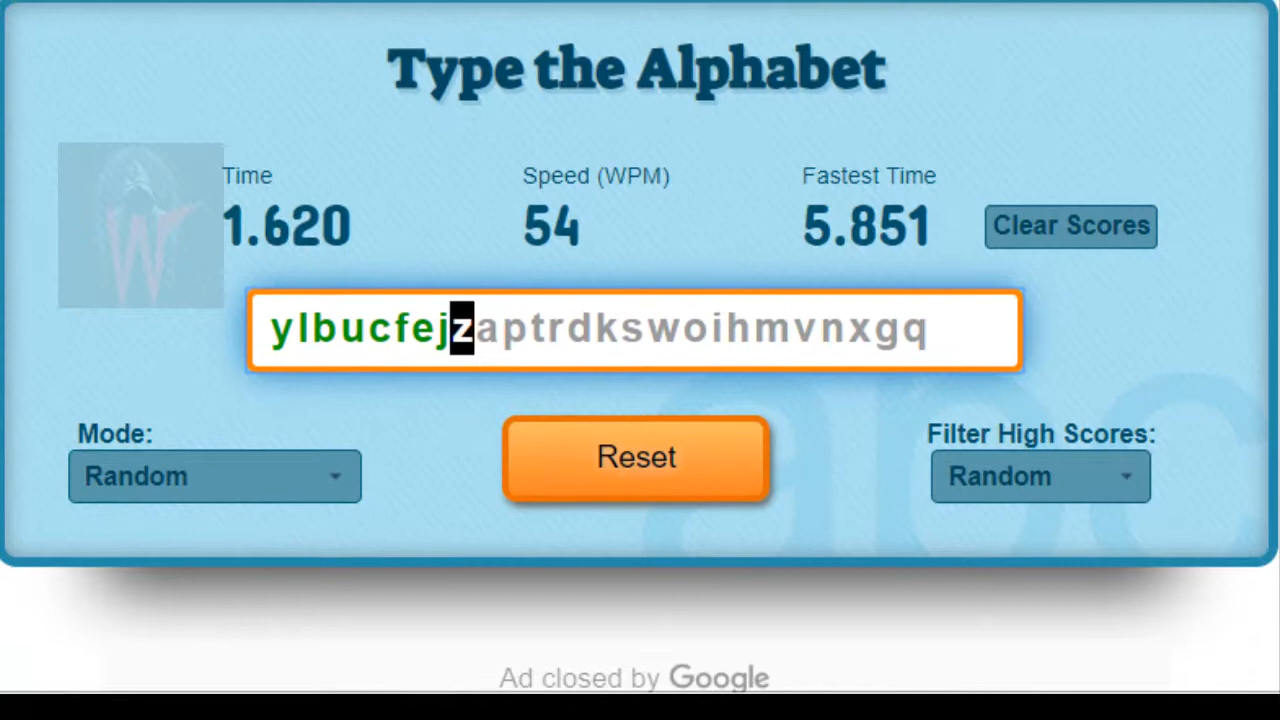 Type the Alphabet
Time Speed (WPM) Fastest Time
1.620 54 5.851 Clear Scores
W
ylbucfejzaptrdkswoihmvnxgq
Mode: Filter High Scores:
Random Reset Random
abc
Ad closed by Google